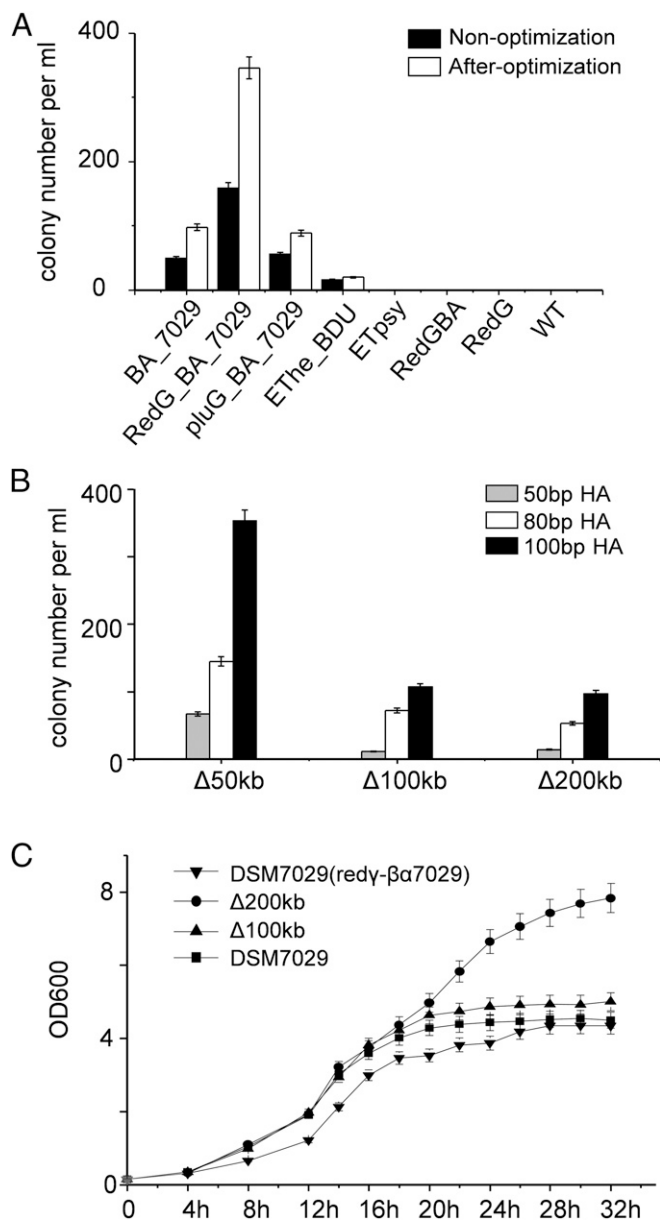 A
colony number per ml
400
200
0
Non-optimization
After-optimization
BA_7029
RedG_BA_7029
pluG_BA_7029
EThe_BDU
ETpsy
RedGBA
RedG
WT
B
colony number per ml
400
200
0
50bp HA
80bp HA
100bp HA
Δ50kb
Δ100kb
Δ200kb
C
OD600
8
4
0
DSM7029(redγ-βα7029)
Δ200kb
Δ100kb
DSM7029
0
4h
8h
12h
16h
20h
24h
28h
32h